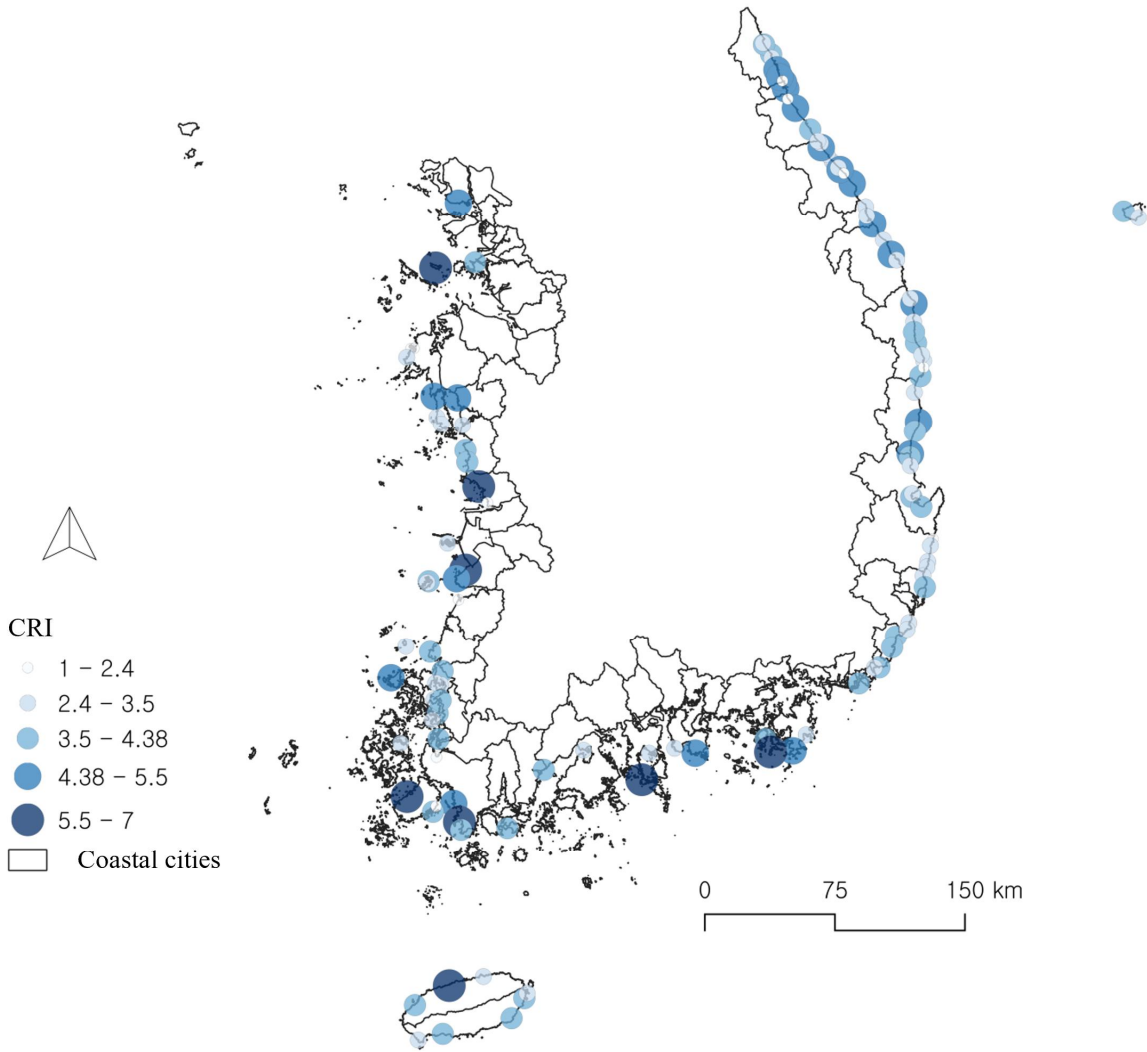 CRI
1 – 2.4
2.4 – 3.5
3.5 – 4.38
4.38 – 5.5
5.5 – 7
Coastal cities
0 75 150 km